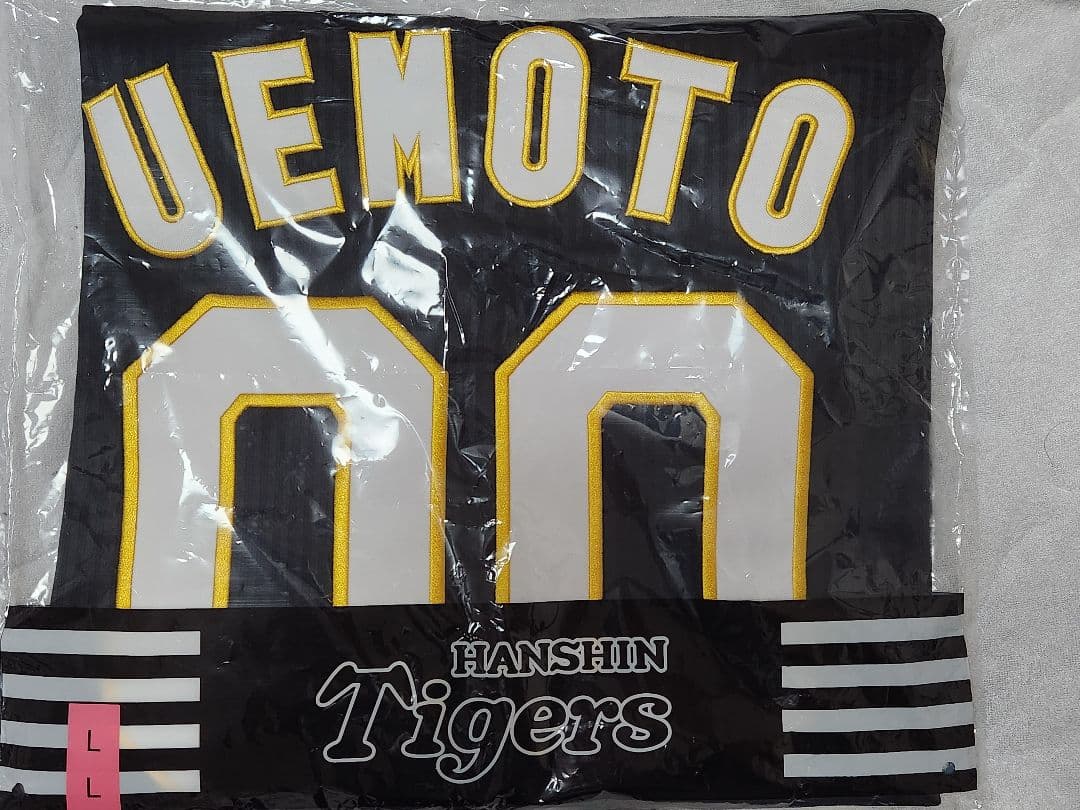 UEMOTO
00
HANSHIN
Tigers
L
L